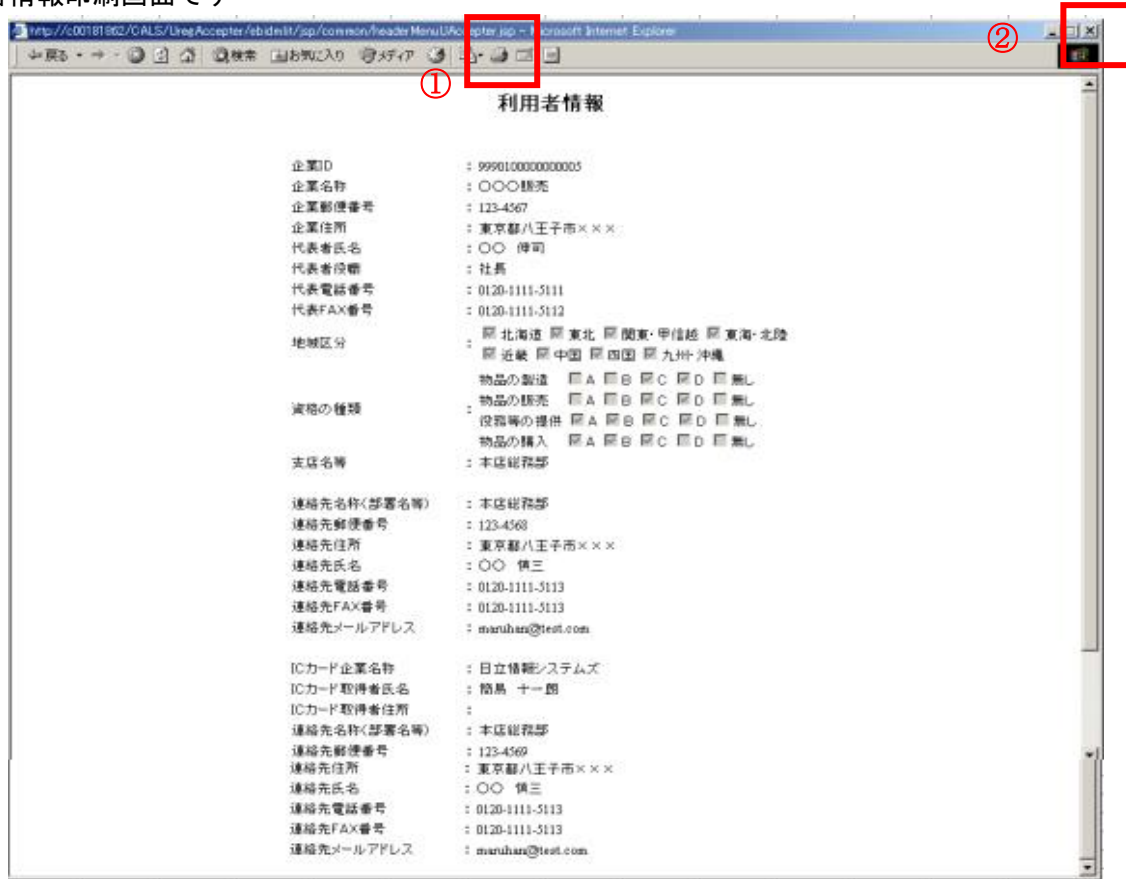 情報印刷画面です
http://c00181862/CALS/UregAccepter/ebidmlit/jsp/common/headerMenuUAccepter.jsp - Microsoft Internet Explorer
②
戻る 検索 お気に入り メディア
①
利用者情報
企業ID : 9990100000000005
企業名称 : 〇〇〇販売
企業郵便番号 : 123-4567
企業住所 : 東京都八王子市×××
代表者氏名 : 〇〇 伸司
代表者役職 : 社長
代表電話番号 : 0120-1111-5111
代表FAX番号 : 0120-1111-5112
地域区分 : 北海道 東北 関東・甲信越 東海・北陸
近畿 中国 四国 九州・沖縄
資格の種類 :
物品の製造 A B C D 無し
物品の販売 A B C D 無し
役務等の提供 A B C D 無し
物品の購入 A B C D 無し
支店名等 : 本店総務部
連絡先名称(部署名等) : 本店総務部
連絡先郵便番号 : 123-4568
連絡先住所 : 東京都八王子市×××
連絡先氏名 : 〇〇 慎三
連絡先電話番号 : 0120-1111-5113
連絡先FAX番号 : 0120-1111-5113
連絡先メールアドレス : maruhan@test.com
ICカード企業名称 : 日立情報システムズ
ICカード取得者氏名 : 簡易 十一朗
ICカード取得者住所 :
連絡先名称(部署名等) : 本店総務部
連絡先郵便番号 : 123-4569
連絡先住所 : 東京都八王子市×××
連絡先氏名 : 〇〇 慎三
連絡先電話番号 : 0120-1111-5113
連絡先FAX番号 : 0120-1111-5113
連絡先メールアドレス : maruhan@test.com